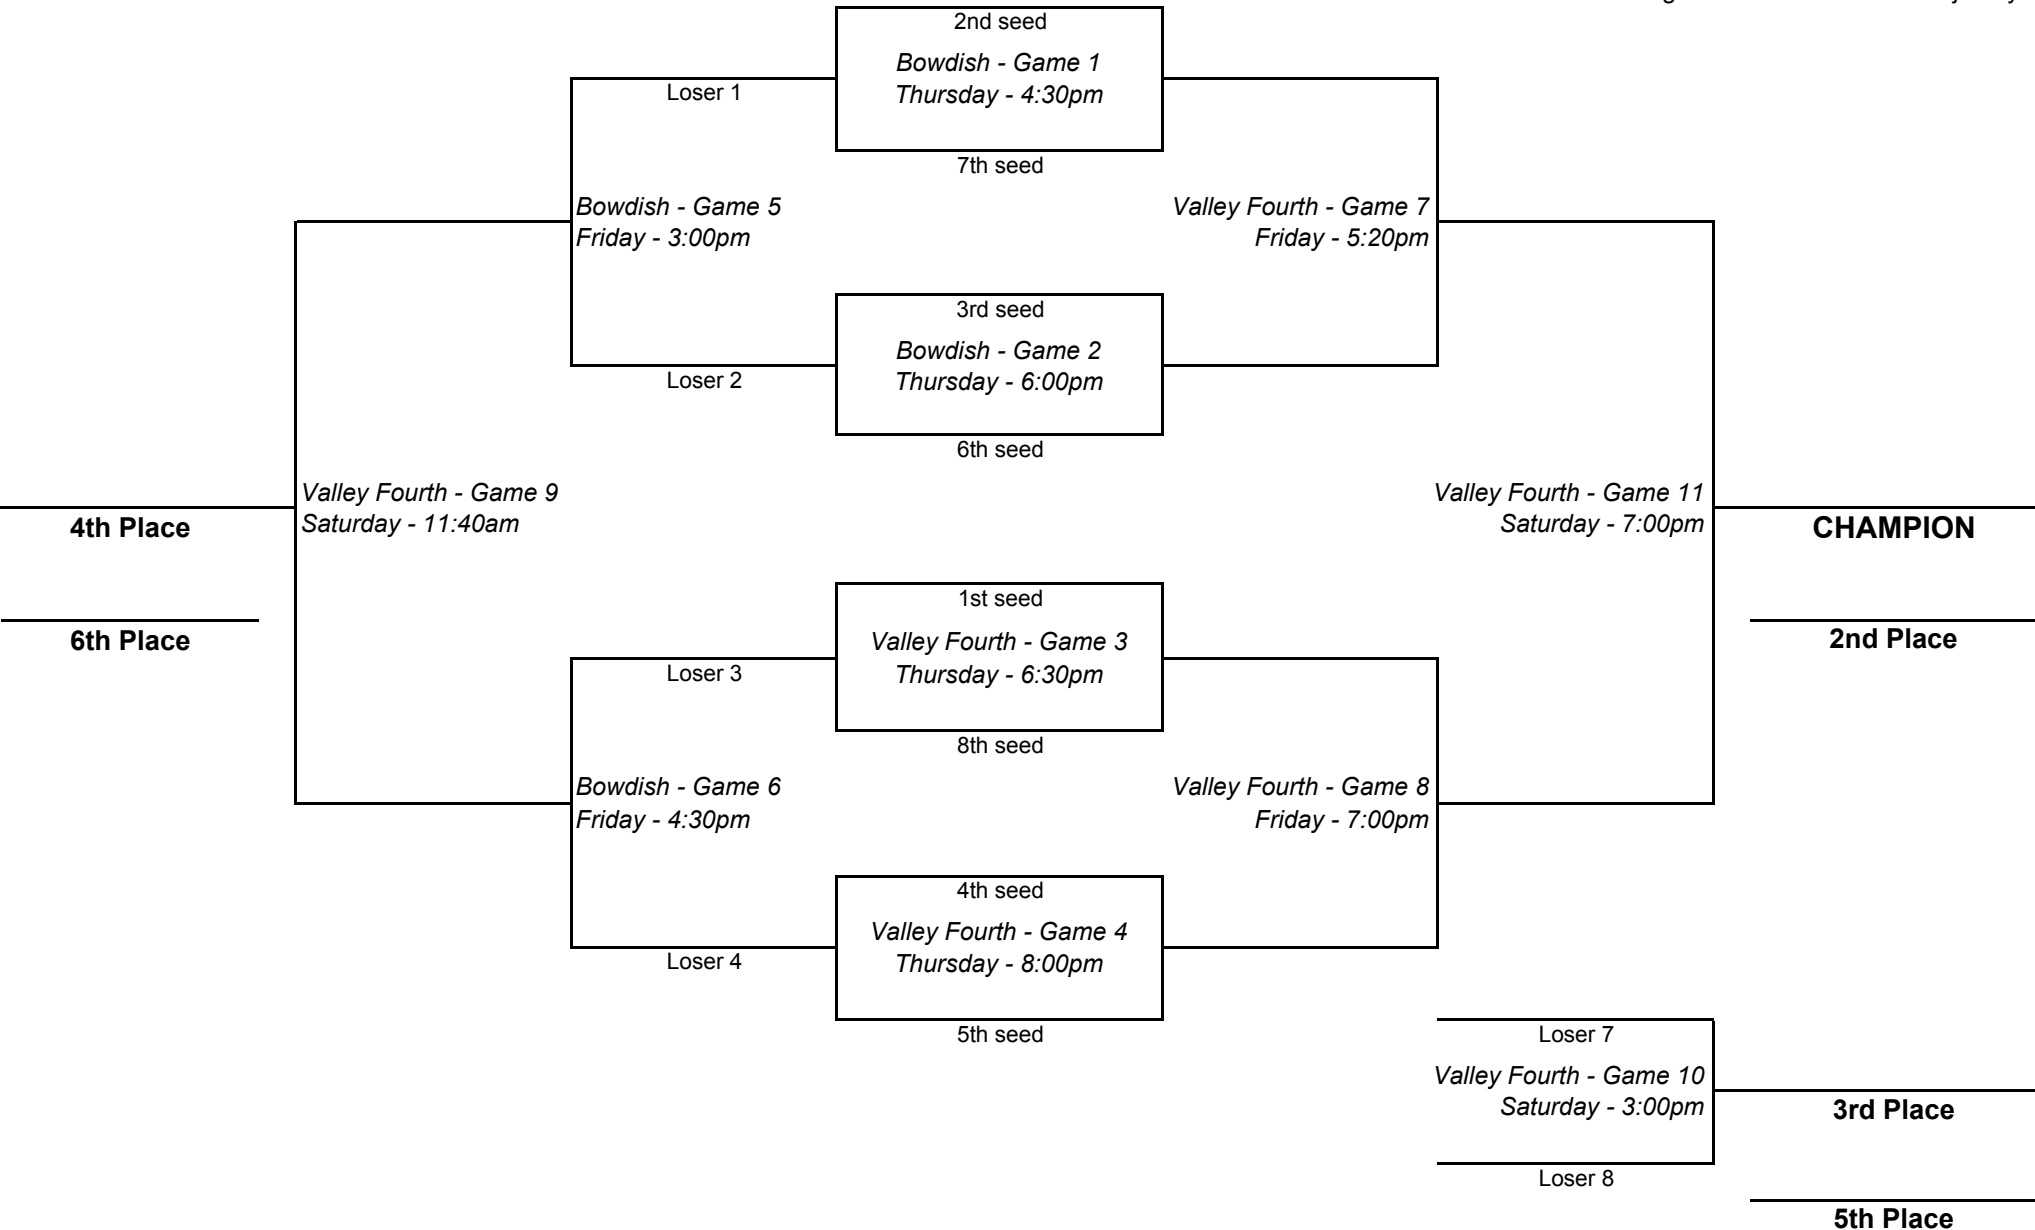 2nd seed
Bowdish - Game 1
Thursday - 4:30pm
Loser 1
7th seed
Bowdish - Game 5
Friday - 3:00pm
Valley Fourth - Game 7
Friday - 5:20pm
3rd seed
Bowdish - Game 2
Thursday - 6:00pm
Loser 2
6th seed
Valley Fourth - Game 9
Saturday - 11:40am
4th Place
Valley Fourth - Game 11
Saturday - 7:00pm
CHAMPION
6th Place
2nd Place
1st seed
Valley Fourth - Game 3
Thursday - 6:30pm
Loser 3
8th seed
Bowdish - Game 6
Friday - 4:30pm
Valley Fourth - Game 8
Friday - 7:00pm
4th seed
Valley Fourth - Game 4
Thursday - 8:00pm
Loser 4
5th seed
Loser 7
Valley Fourth - Game 10
Saturday - 3:00pm
3rd Place
Loser 8
5th Place